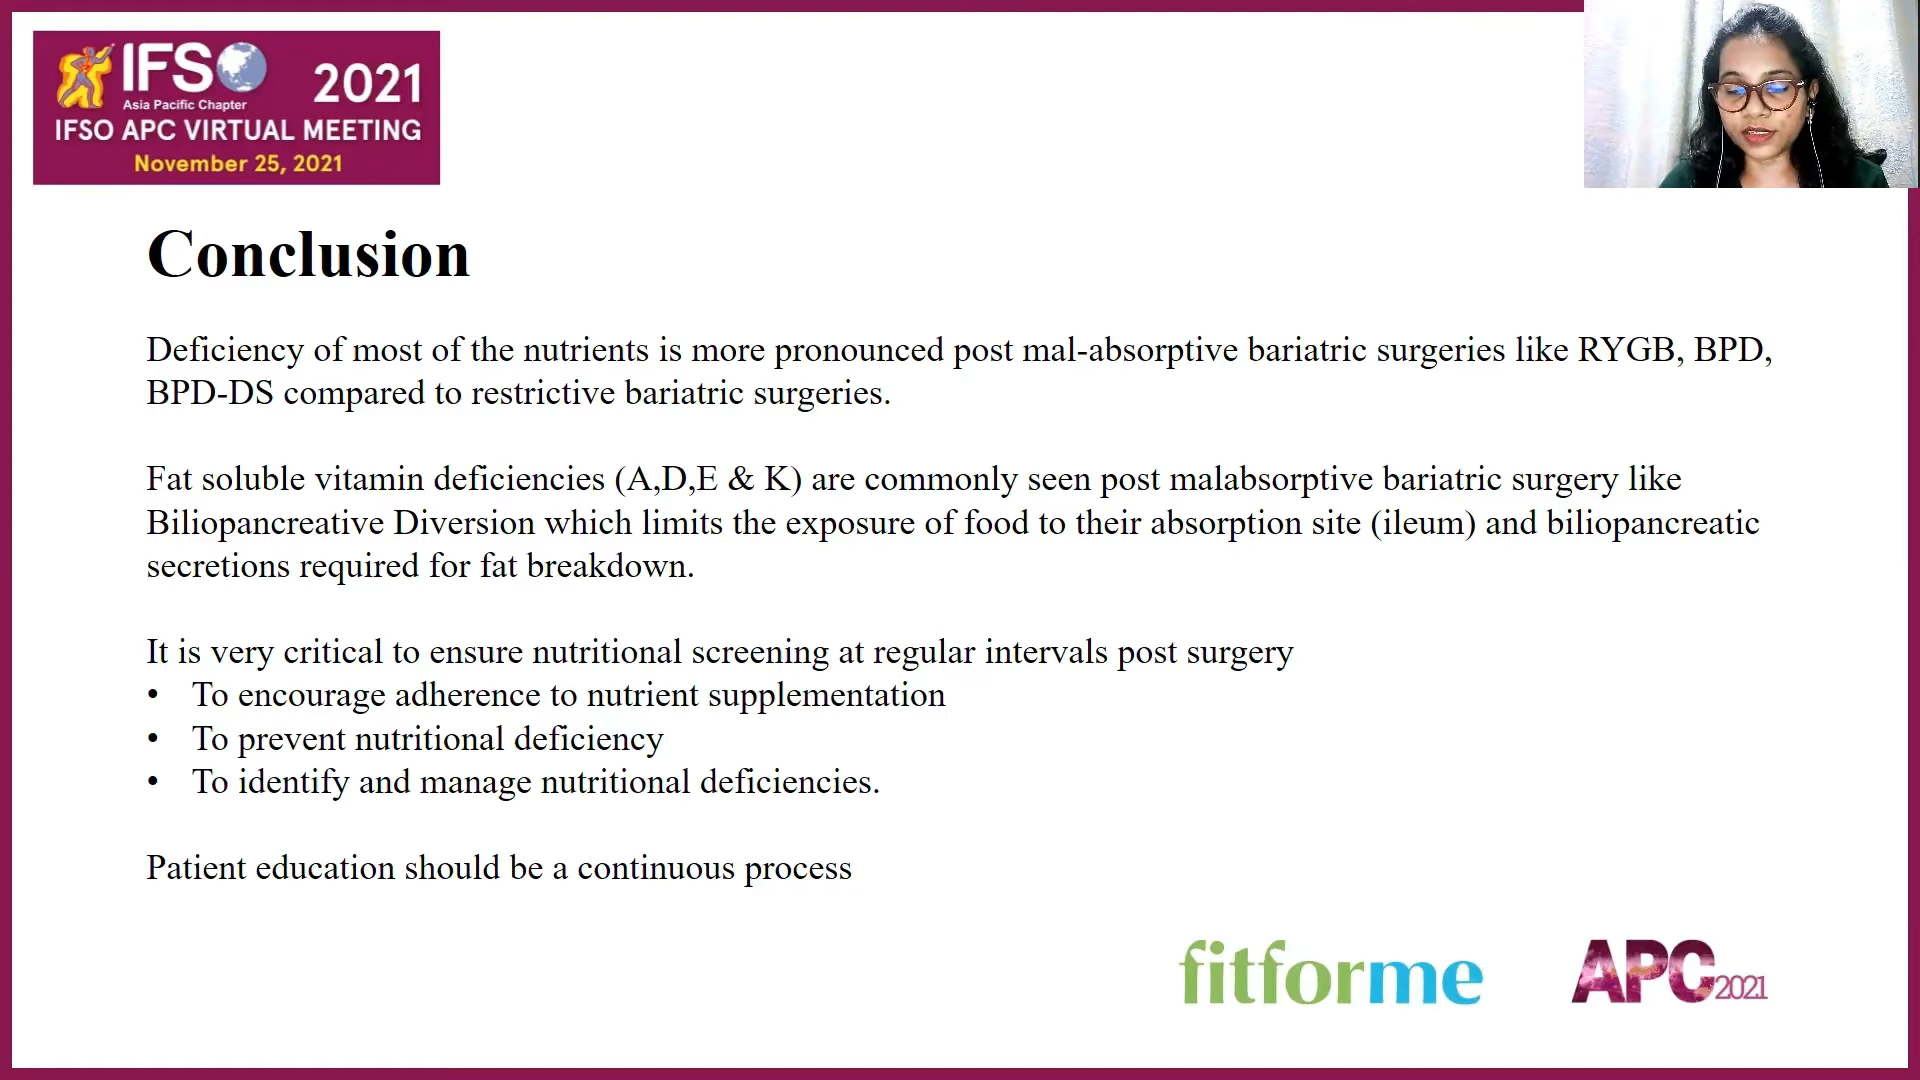 IFSO
Asia Pacific Chapter
2021
IFSO APC VIRTUAL MEETING
November 25, 2021
Conclusion
Deficiency of most of the nutrients is more pronounced post mal-absorptive bariatric surgeries like RYGB, BPD,
BPD-DS compared to restrictive bariatric surgeries.
Fat soluble vitamin deficiencies (A,D,E & K) are commonly seen post malabsorptive bariatric surgery like
Biliopancreative Diversion which limits the exposure of food to their absorption site (ileum) and biliopancreatic
secretions required for fat breakdown.
It is very critical to ensure nutritional screening at regular intervals post surgery
• To encourage adherence to nutrient supplementation
• To prevent nutritional deficiency
• To identify and manage nutritional deficiencies.
Patient education should be a continuous process
fitforme
APC 2021